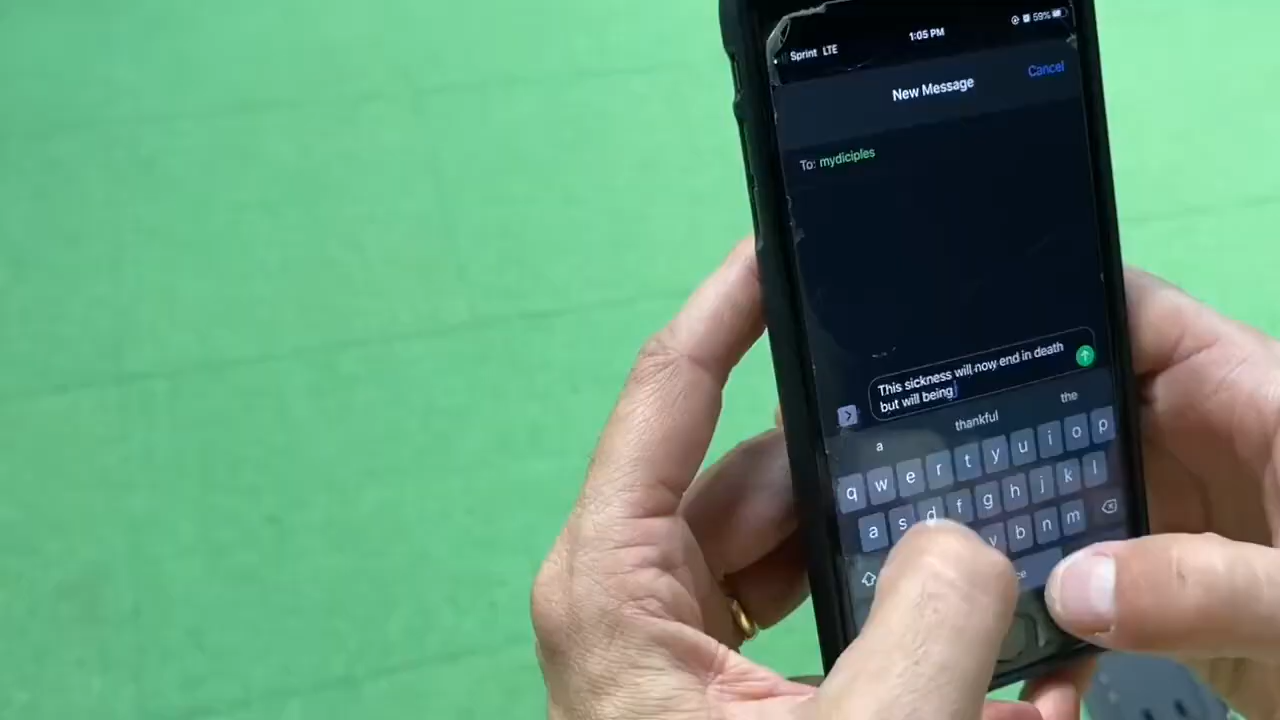 Sprint LTE 1:05 PM 59%
New Message Cancel
To: mydiciples
This sickness will now end in death
but will being
a thankful the
q w e r t y u i o p
a s d f g h j k l
v b n m